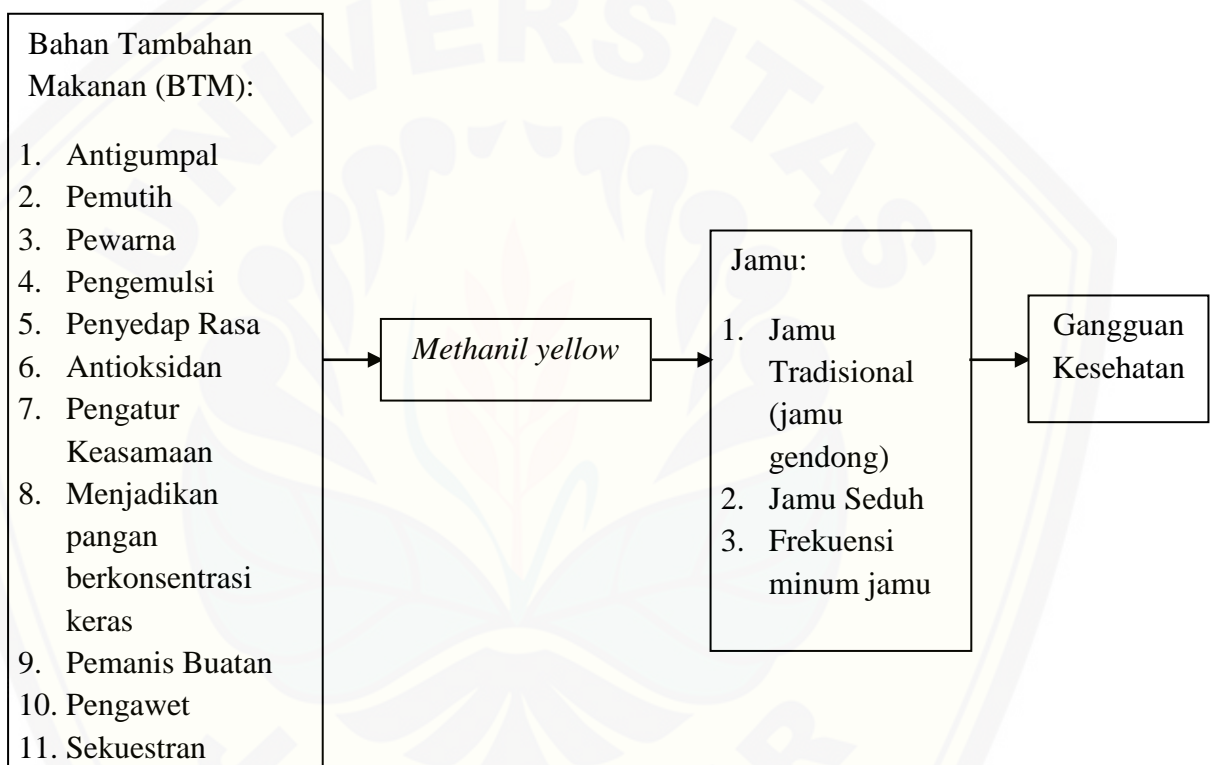 Bahan Tambahan
Makanan (BTM):
1. Antigumpal
2. Pemutih
3. Pewarna
4. Pengemulsi
5. Penyedap Rasa
6. Antioksidan
7. Pengatur
Keasamaan
8. Menjadikan
pangan
berkonsentrasi
keras
9. Pemanis Buatan
10. Pengawet
11. Sekuestran
Methanil yellow
Jamu:
1. Jamu
Tradisional
(jamu
gendong)
2. Jamu Seduh
3. Frekuensi
minum jamu
Gangguan
Kesehatan
UNIVERSITAS